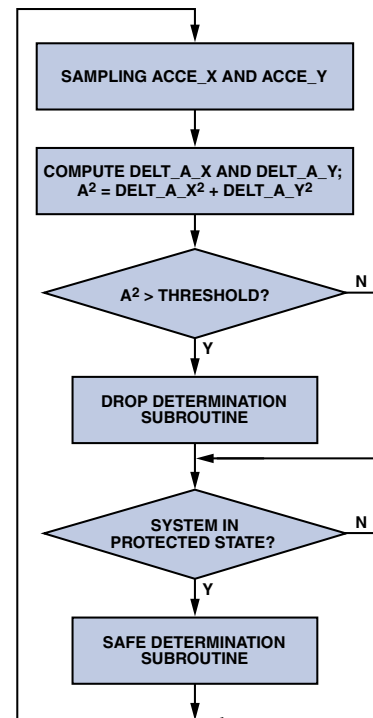 SAMPLING ACCE_X AND ACCE_Y
COMPUTE DELT_A_X AND DELT_A_Y;
A² = DELT_A_X² + DELT_A_Y²
A² > THRESHOLD?
N
Y
DROP DETERMINATION
SUBROUTINE
SYSTEM IN
PROTECTED STATE?
N
Y
SAFE DETERMINATION
SUBROUTINE